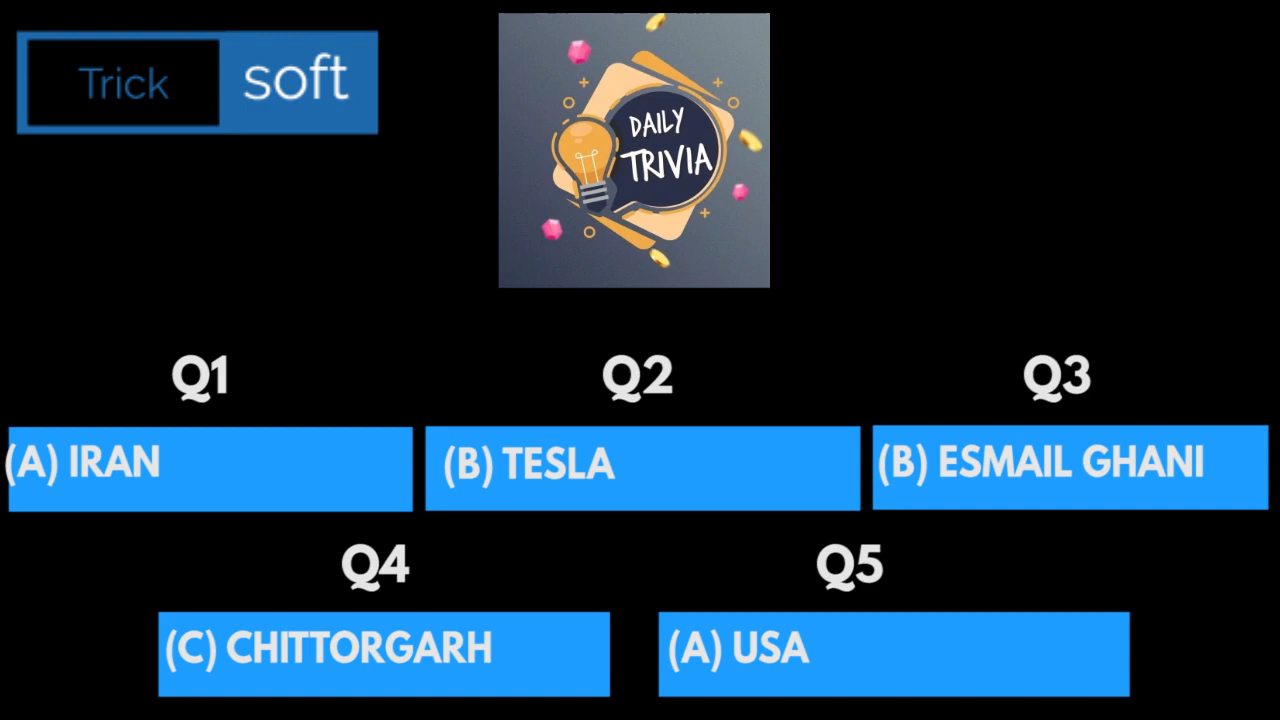 Trick soft
DAILY
TRIVIA
Q1
Q2
Q3
(A) IRAN
(B) TESLA
(B) ESMAIL GHANI
Q4
Q5
(C) CHITTORGARH
(A) USA